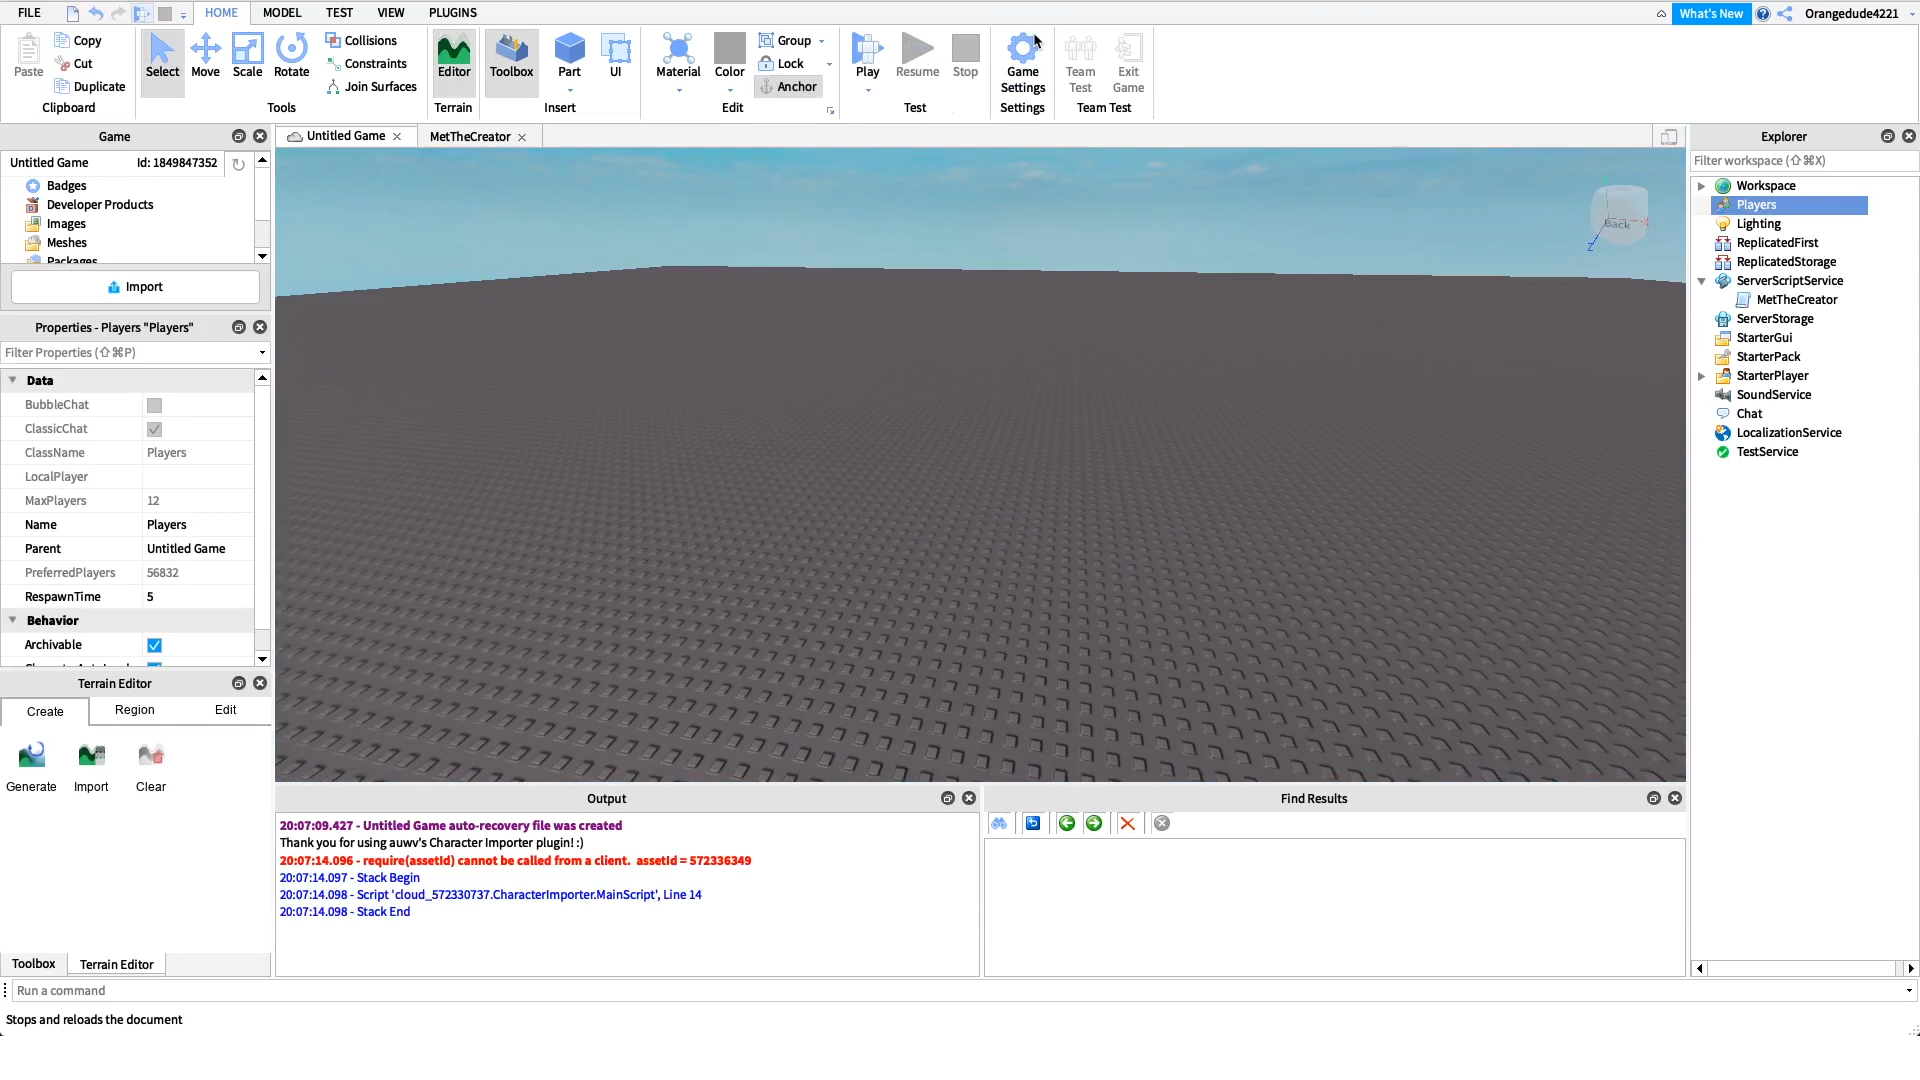 FILE
HOME
MODEL
TEST
VIEW
PLUGINS
What's New
Orangedude4221
Paste
Copy
Cut
Duplicate
Clipboard
Select
Move
Scale
Rotate
Collisions
Constraints
Join Surfaces
Tools
Editor
Terrain
Toolbox
Part
UI
Insert
Material
Color
Group
Lock
Anchor
Edit
Play
Resume
Stop
Test
Game
Settings
Settings
Team
Test
Exit
Game
Team Test
Game
Untitled Game
Id: 1849847352
Badges
Developer Products
Images
Meshes
Packages
Import
Properties - Players "Players"
Filter Properties (⇧⌘P)
Data
BubbleChat
ClassicChat
ClassName Players
LocalPlayer
MaxPlayers 12
Name Players
Parent Untitled Game
PreferredPlayers 56832
RespawnTime 5
Behavior
Archivable
Terrain Editor
Create
Region
Edit
Generate
Import
Clear
Toolbox
Terrain Editor
Untitled Game
MetTheCreator
Back
Z
Output
20:07:09.427 - Untitled Game auto-recovery file was created
Thank you for using auwv's Character Importer plugin! :)
20:07:14.096 - require(assetId) cannot be called from a client. assetId = 572336349
20:07:14.097 - Stack Begin
20:07:14.098 - Script 'cloud_572330737.CharacterImporter.MainScript', Line 14
20:07:14.098 - Stack End
Find Results
Explorer
Filter workspace (⇧⌘X)
Workspace
Players
Lighting
ReplicatedFirst
ReplicatedStorage
ServerScriptService
MetTheCreator
ServerStorage
StarterGui
StarterPack
StarterPlayer
SoundService
Chat
LocalizationService
TestService
Run a command
Stops and reloads the document